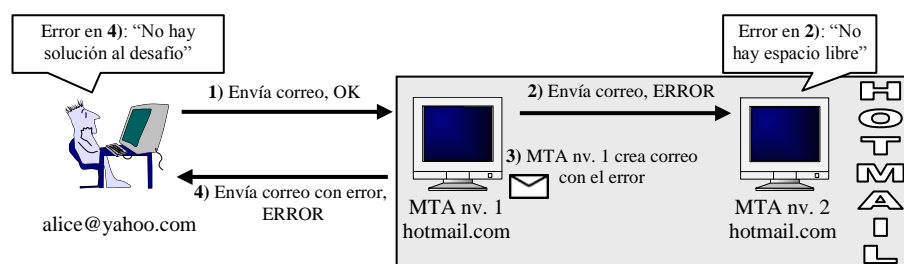 Error en 4): “No hay
solución al desafío”
Error en 2): “No
hay espacio libre”
1) Envía correo, OK
2) Envía correo, ERROR
3) MTA nv. 1 crea correo
con el error
4) Envía correo con error,
ERROR
alice@yahoo.com
MTA nv. 1
hotmail.com
MTA nv. 2
hotmail.com
HOTMAIL